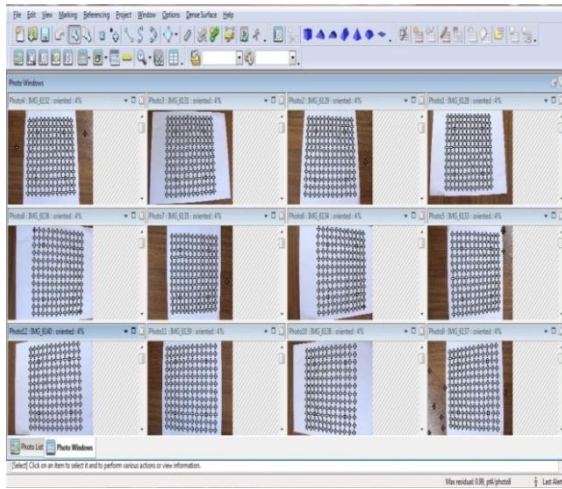 File Edit View Marking Referencing Project Window Options Dense Surface Help
Photo Windows
Photo4 : IMG_6132 : oriented : 4%
Photo3 : IMG_6131 : oriented : 4%
Photo2 : IMG_6129 : oriented : 4%
Photo1 : IMG_6128 : oriented : 4%
Photo8 : IMG_6136 : oriented : 4%
Photo7 : IMG_6135 : oriented : 4%
Photo6 : IMG_6134 : oriented : 4%
Photo5 : IMG_6133 : oriented : 4%
Photo12 : IMG_6140 : oriented : 4%
Photo11 : IMG_6139 : oriented : 4%
Photo10 : IMG_6138 : oriented : 4%
Photo9 : IMG_6137 : oriented : 4%
Photo List Photo Windows
[Select] Click on an item to select it and to perform various actions or view information.
Max residual 0.99, pt4/photo8 Last Alert